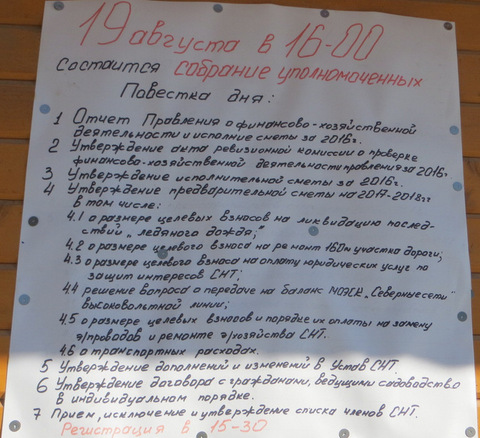 19 августа в 16-00
состоится собрание уполномоченных
Повестка дня:
1 Отчет Правления о финансово-хозяйственной
деятельности и исполние сметы за 2016г.
2 Утверждение акта ревизионной комиссии о проверке
финансово-хозяйственной деятельности правления за 2016г
3 Утверждение исполнительной сметы за 2016г.
4 Утверждение предварительной сметы на 2017-2018гг
в том числе:
4.1 о размере целевых взносов на ликвидацию послед-
ствий „ледяного дождя;"
4.2 о размере целевого взноса на ремонт 160м участка дороги;
4.3 о размере целевого взноса на оплату юридических услуг по
защит интересов СНТ;
4.4 решение вопроса о передаче на баланс МОЭСК „Северные сети"
высоковольтной линии;
4.5 о размере целевых взносов и порядке их оплаты на замену
э/проводов и ремонте э/хозяйства СНТ.
4.6 о транспортных расходах.
5 Утверждение дополнений и изменений в Устав СНТ.
6 Утверждение договора с гражданами, ведущими садоводство
в индивидуальном порядке.
7 Прием, исключение и утверждение списка членов СНТ.
Регистрация в 15-30